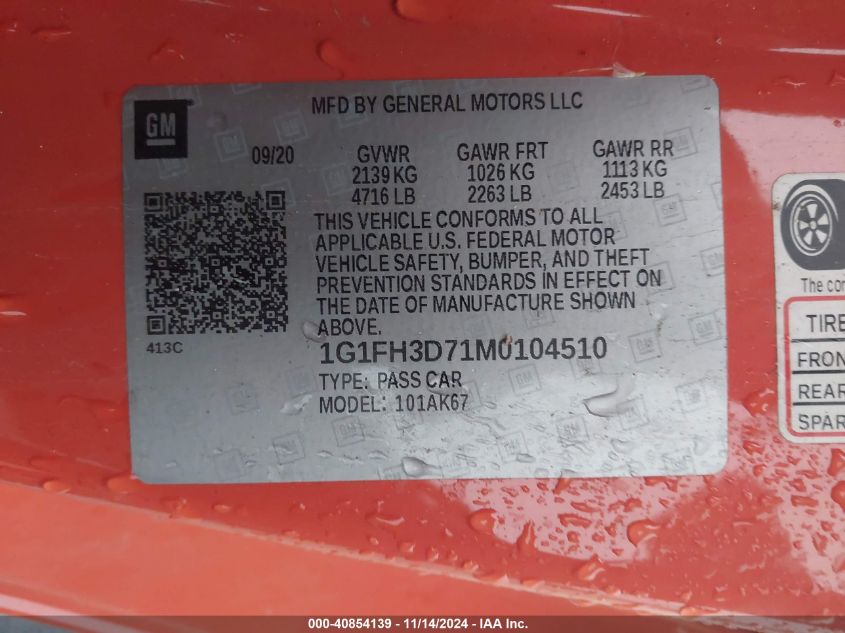 MFD BY GENERAL MOTORS LLC
GM
09/20 GVWR GAWR FRT GAWR RR
2139 KG 1026 KG 1113 KG
4716 LB 2263 LB 2453 LB
THIS VEHICLE CONFORMS TO ALL
APPLICABLE U.S. FEDERAL MOTOR
VEHICLE SAFETY, BUMPER, AND THEFT
PREVENTION STANDARDS IN EFFECT ON
THE DATE OF MANUFACTURE SHOWN
ABOVE.
413C
1G1FH3D71M0104510
TYPE: PASS CAR
MODEL: 101AK67
The co
TIRE
FRON
REAR
SPAR
000-40854139 - 11/14/2024 - IAA Inc.